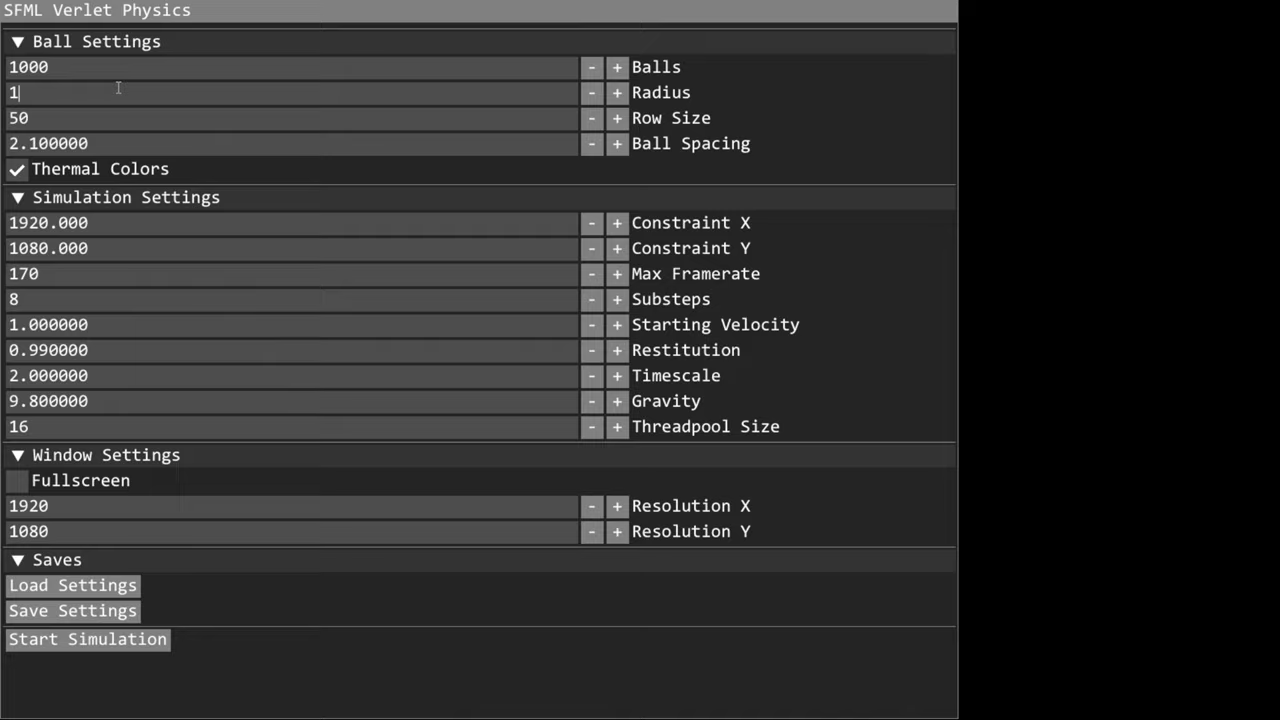 SFML Verlet Physics
▼ Ball Settings
1000 - + Balls
1 - + Radius
50 - + Row Size
2.100000 - + Ball Spacing
✓ Thermal Colors
▼ Simulation Settings
1920.000 - + Constraint X
1080.000 - + Constraint Y
170 - + Max Framerate
8 - + Substeps
1.000000 - + Starting Velocity
0.990000 - + Restitution
2.000000 - + Timescale
9.800000 - + Gravity
16 - + Threadpool Size
▼ Window Settings
Fullscreen
1920 - + Resolution X
1080 - + Resolution Y
▼ Saves
Load Settings
Save Settings
Start Simulation